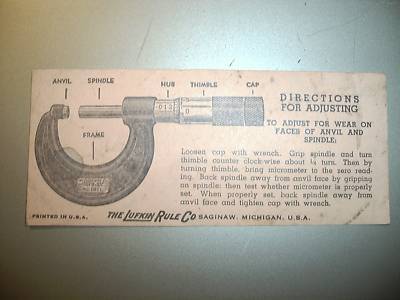 ANVIL SPINDLE HUB THIMBLE CAP
DIRECTIONS
FOR ADJUSTING
TO ADJUST FOR WEAR ON
FACES OF ANVIL AND
SPINDLE:
FRAME
Loosen cap with wrench. Grip spindle and turn
thimble counter clock-wise about ¼ turn. Then by
turning thimble, bring micrometer to the zero read-
ing. Back spindle away from anvil face by gripping
on spindle: then test whether micrometer is properly
set. When properly set, back spindle away from
anvil face and tighten cap with wrench.
PRINTED IN U.S.A. THE LUFKIN RULE CO SAGINAW, MICHIGAN, U.S.A.